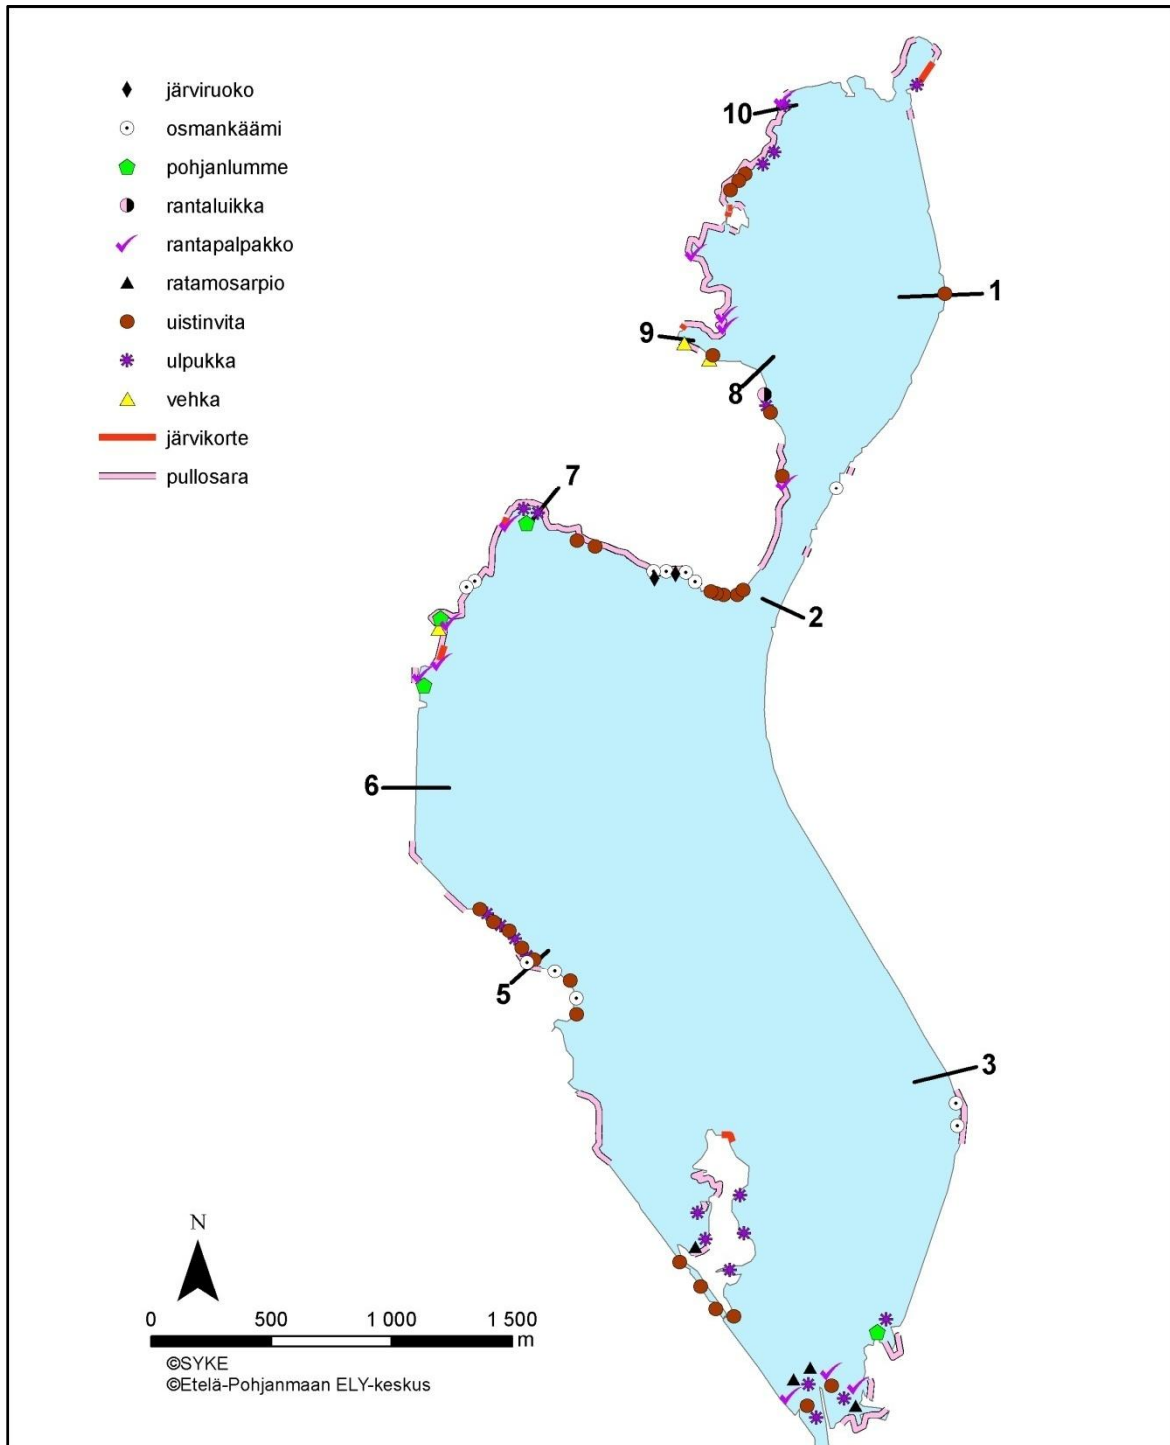 järviruoko
osmankäämi
pohjanlumme
rantaluikka
rantapalpakko
ratamosarpio
uistinvita
ulpukka
vehka
järvikorte
pullosara
10
1
9
8
7
2
6
5
3
N
0 500 1 000 1 500
m
©SYKE
©Etelä-Pohjanmaan ELY-keskus